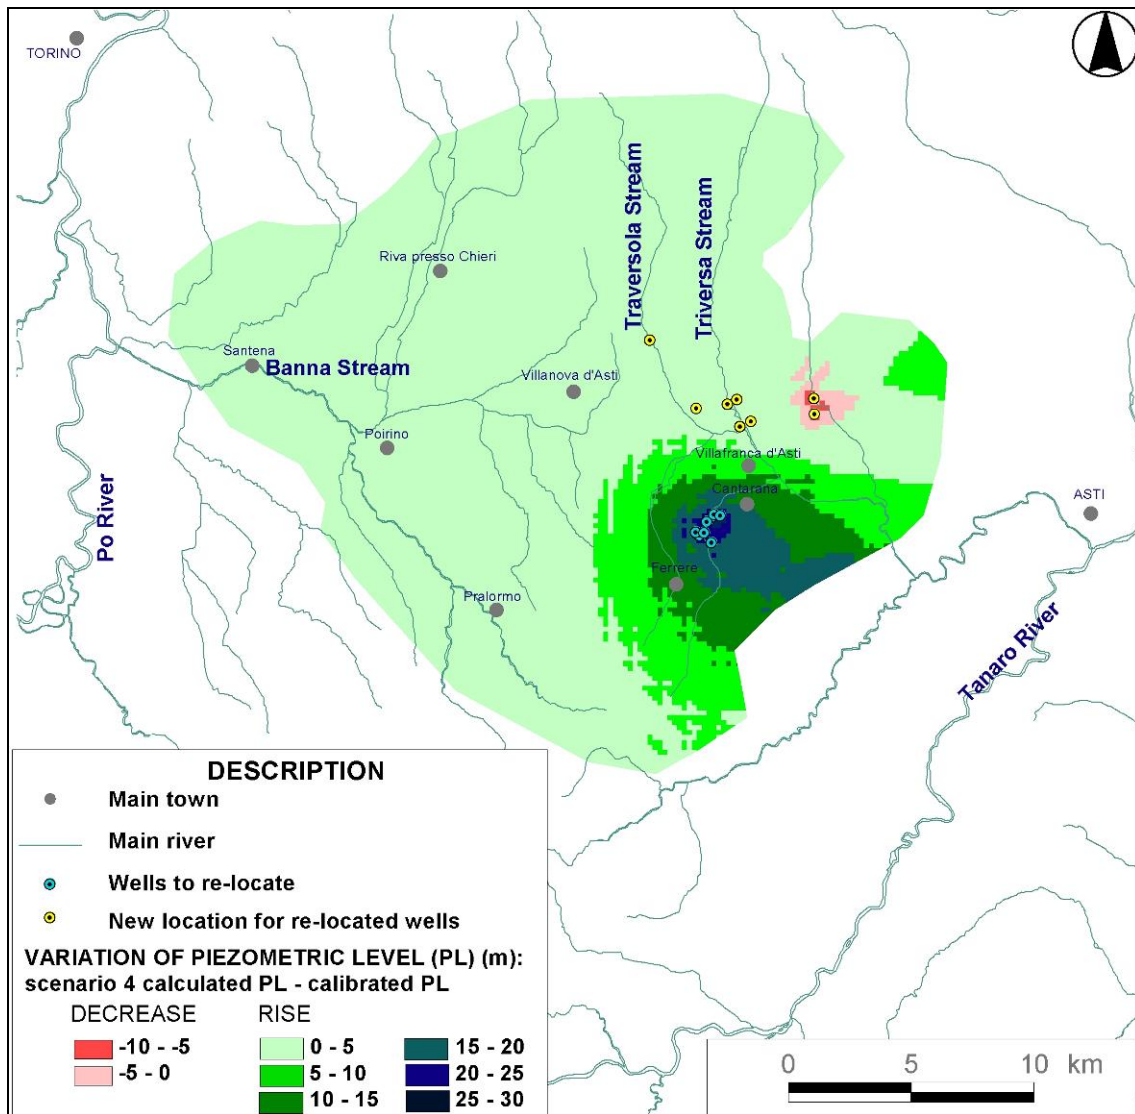 TORINO
Traversola Stream
Triversa Stream
Riva presso Chieri
Santena
Banna Stream
Villanova d'Asti
Poirino
Villafranca d'Asti
Cantarana
ASTI
Po River
Ferrere
Pralormo
Tanaro River
DESCRIPTION
Main town
Main river
Wells to re-locate
New location for re-located wells
VARIATION OF PIEZOMETRIC LEVEL (PL) (m):
scenario 4 calculated PL - calibrated PL
DECREASE RISE
-10 - -5 0 - 5 15 - 20
-5 - 0 5 - 10 20 - 25
10 - 15 25 - 30
0 5 10 km